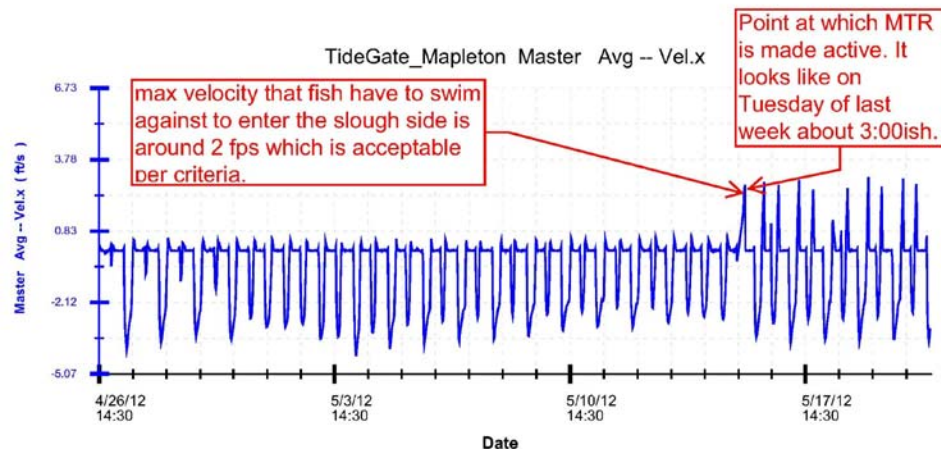 TideGate_Mapleton Master Avg -- Vel.x
max velocity that fish have to swim
against to enter the slough side is
around 2 fps which is acceptable
per criteria.
Point at which MTR
is made active. It
looks like on
Tuesday of last
week about 3:00ish.
Master Avg -- Vel.x ( ft/s )
6.73
3.78
0.83
-2.12
-5.07
4/26/12 5/3/12 5/10/12 5/17/12
14:30 14:30 14:30 14:30
Date